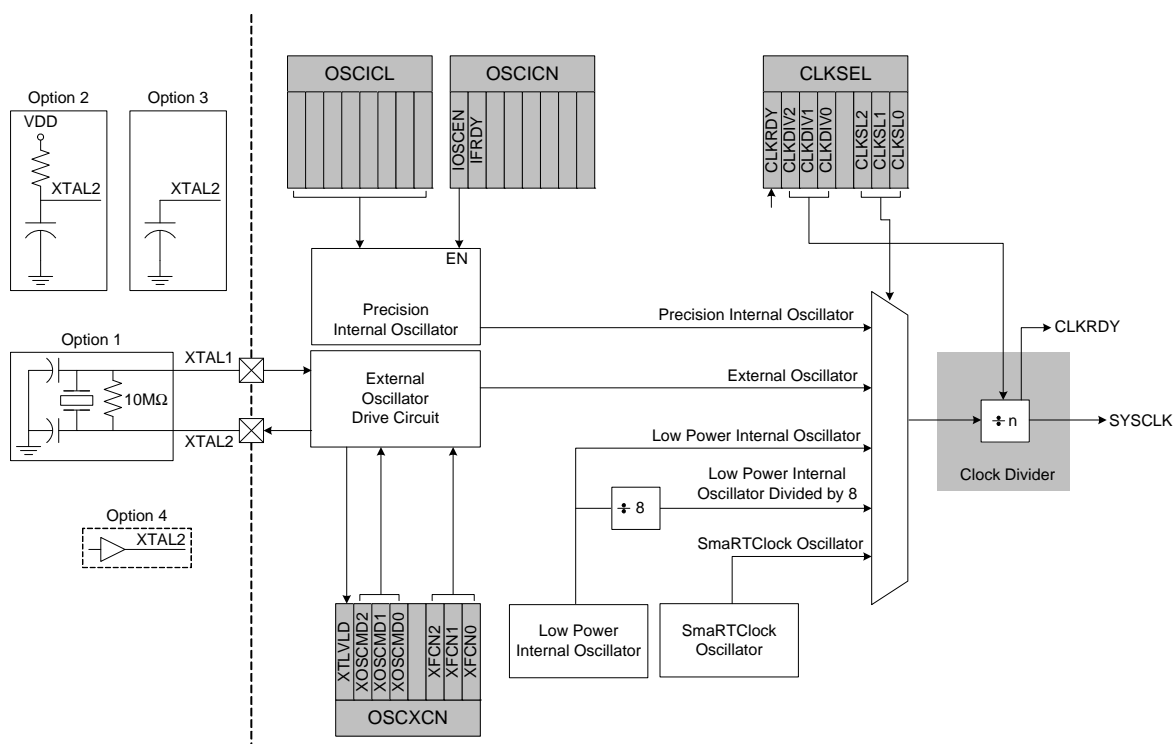 OSCICL
OSCICN
CLKSEL
IOSCEN
IFRDY
CLKRDY
CLKDIV2
CLKDIV1
CLKDIV0
CLKSL2
CLKSL1
CLKSL0
Option 2
VDD
XTAL2
Option 3
XTAL2
EN
Precision
Internal Oscillator
Precision Internal Oscillator
CLKRDY
Option 1
10MΩ
XTAL1
XTAL2
External
Oscillator
Drive Circuit
External Oscillator
÷ n
SYSCLK
Clock Divider
Low Power Internal Oscillator
Low Power Internal
Oscillator Divided by 8
÷ 8
SmaRTClock Oscillator
Option 4
XTAL2
Low Power
Internal Oscillator
SmaRTClock
Oscillator
XTLVLD
XOSCMD2
XOSCMD1
XOSCMD0
XFCN2
XFCN1
XFCN0
OSCXCN